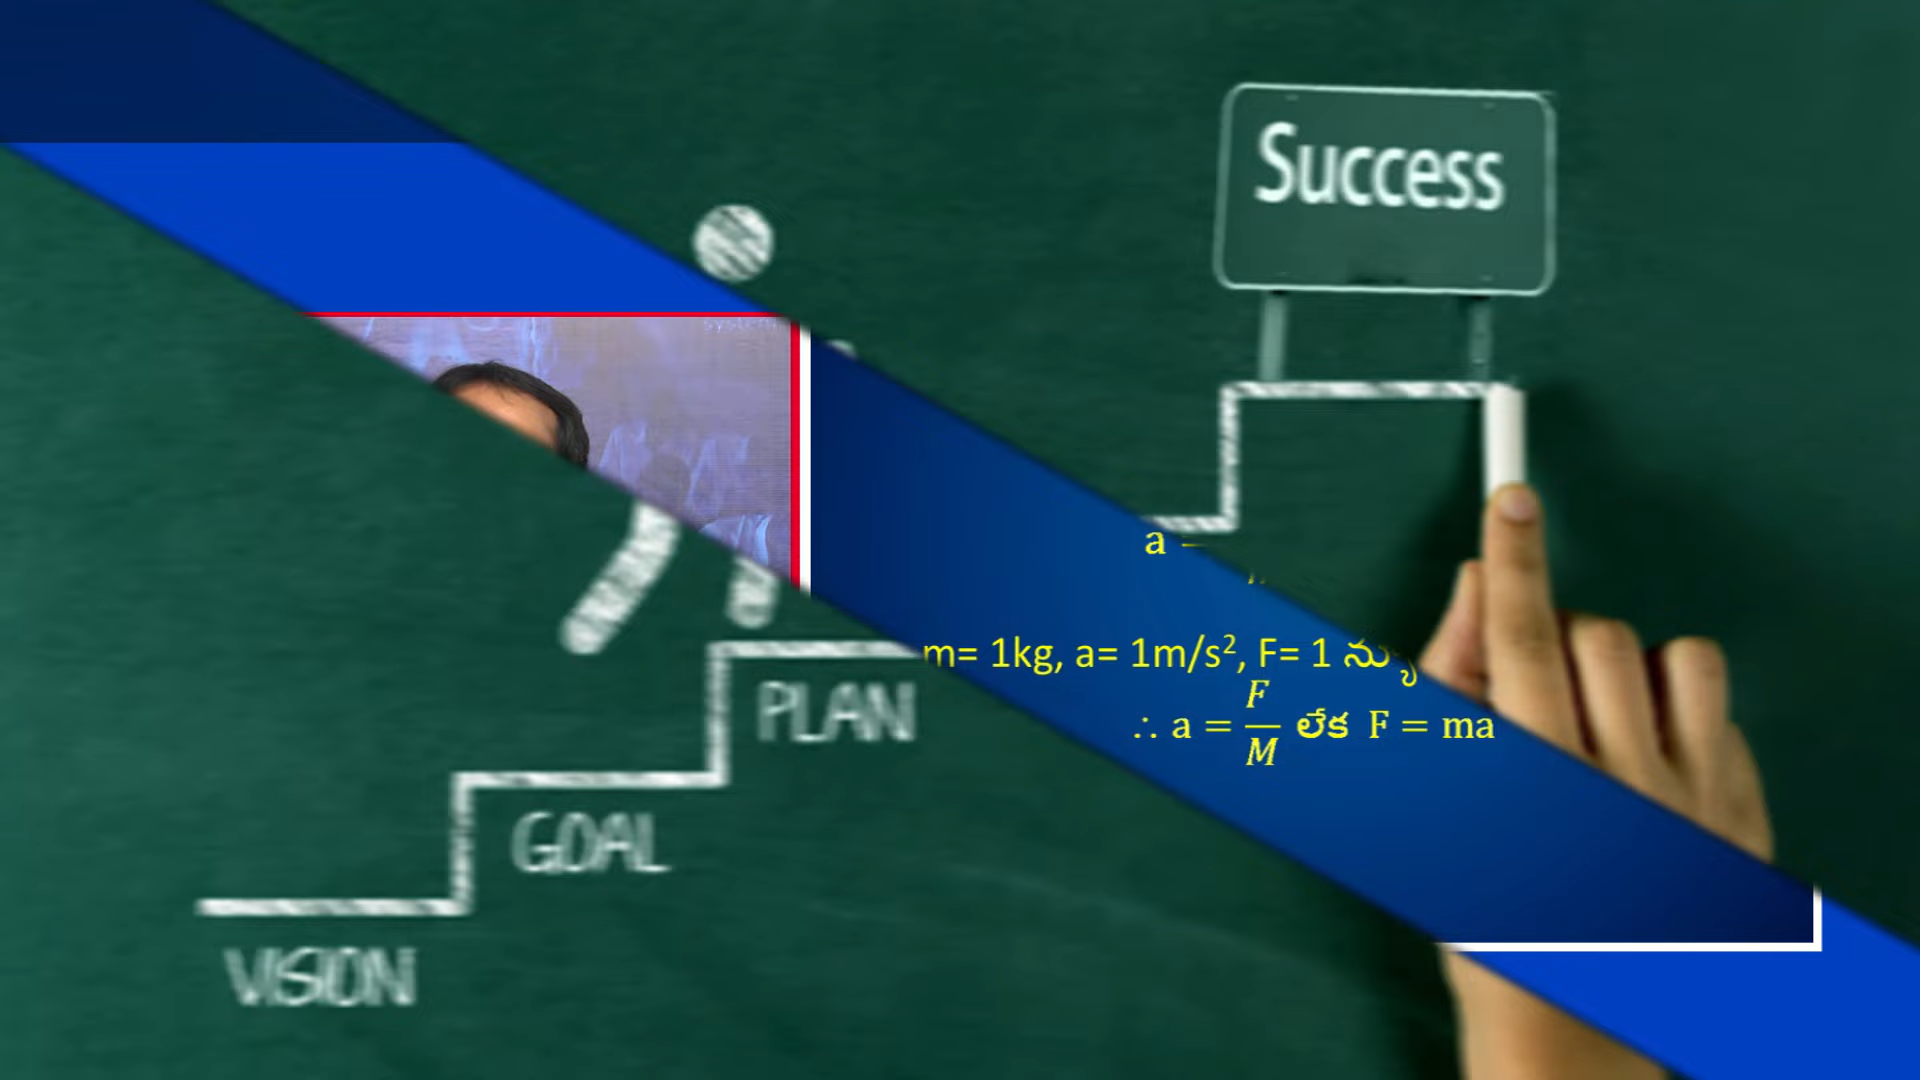 Success
a =
m= 1kg, a= 1m/s², F= 1
∴ a = F/M లేక F = ma
PLAN
GOAL
VISION